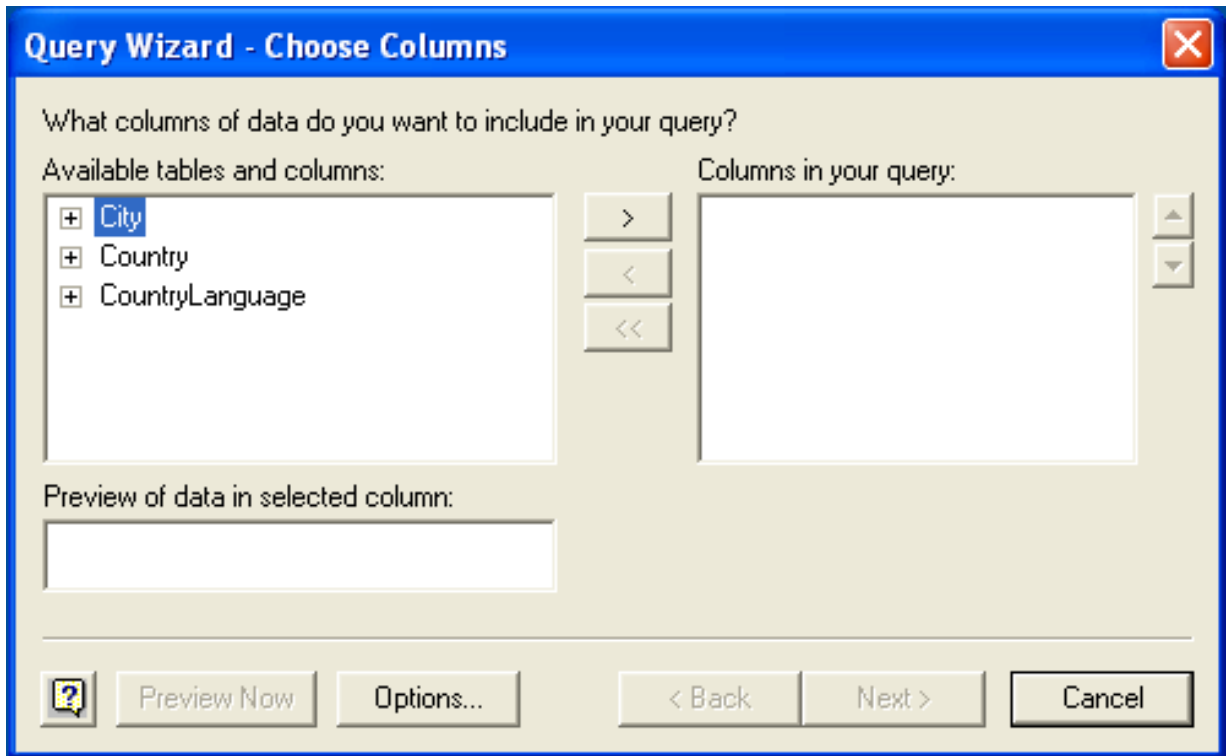 Query Wizard - Choose Columns
What columns of data do you want to include in your query?
Available tables and columns:
Columns in your query:
City
Country
CountryLanguage
>
<
<<
Preview of data in selected column:
?
Preview Now
Options...
< Back
Next >
Cancel